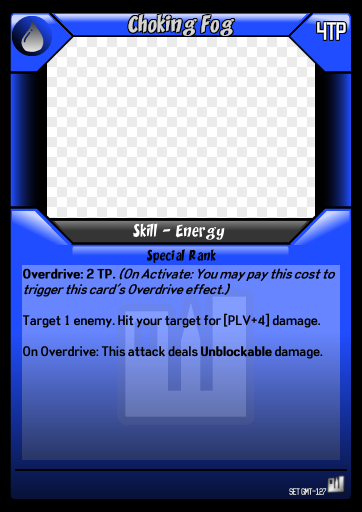 Choking Fog
4TP
Skill - Energy
Special Rank
Overdrive: 2 TP. (On Activate: You may pay this cost to
trigger this card's Overdrive effect.)
Target 1 enemy. Hit your target for [PLV+4] damage.
On Overdrive: This attack deals Unblockable damage.
SET GMT-127